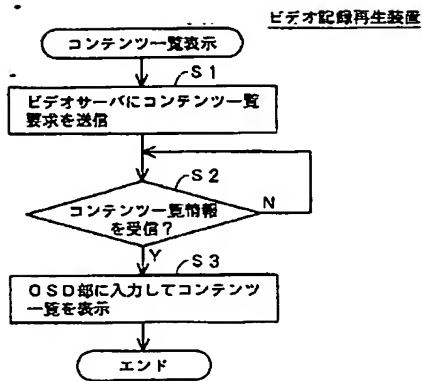 ビデオ記録再生装置
コンテンツ一覧表示
S1
ビデオサーバにコンテンツ一覧
要求を送信
S2
コンテンツ一覧情報
を受信？
N
Y
S3
OSD部に入力してコンテンツ
一覧を表示
エンド